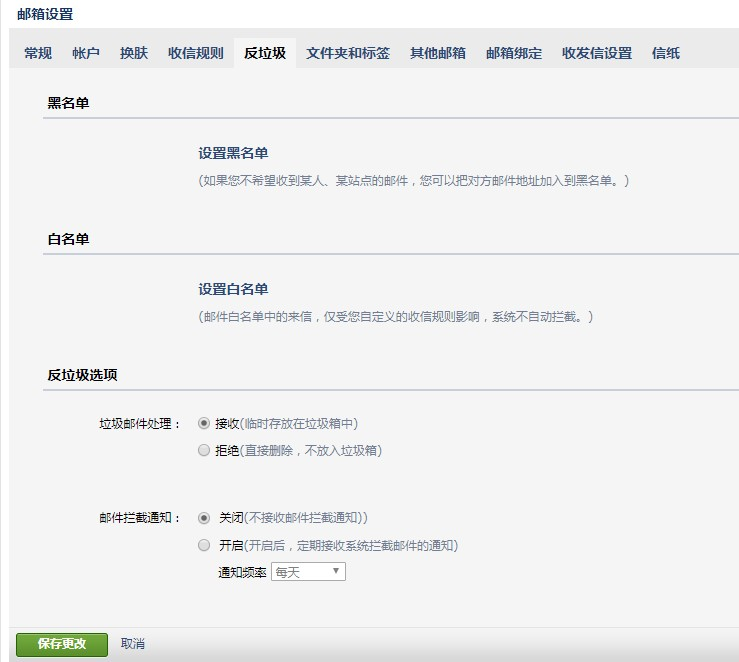 邮箱设置
常规 帐户 换肤 收信规则 反垃圾 文件夹和标签 其他邮箱 邮箱绑定 收发信设置 信纸
黑名单
设置黑名单
(如果您不希望收到某人、某站点的邮件，您可以把对方邮件地址加入到黑名单。)
白名单
设置白名单
(邮件白名单中的来信，仅受您自定义的收信规则影响，系统不自动拦截。)
反垃圾选项
垃圾邮件处理： 接收(临时存放在垃圾箱中)
拒绝(直接删除，不放入垃圾箱)
邮件拦截通知： 关闭(不接收邮件拦截通知))
开启(开启后，定期接收系统拦截邮件的通知)
通知频率 每天
保存更改 取消